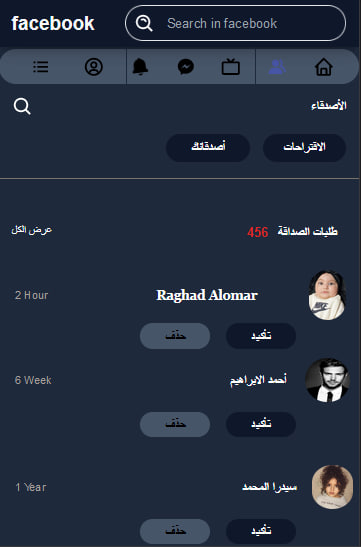 facebook
Search in facebook
الأصدقاء
الاقتراحات
أصدقائك
طلبات الصداقة 456
عرض الكل
Raghad Alomar
2 Hour
تأكيد
حذف
أحمد الابراهيم
6 Week
تأكيد
حذف
سيدرا المحمد
1 Year
تأكيد
حذف